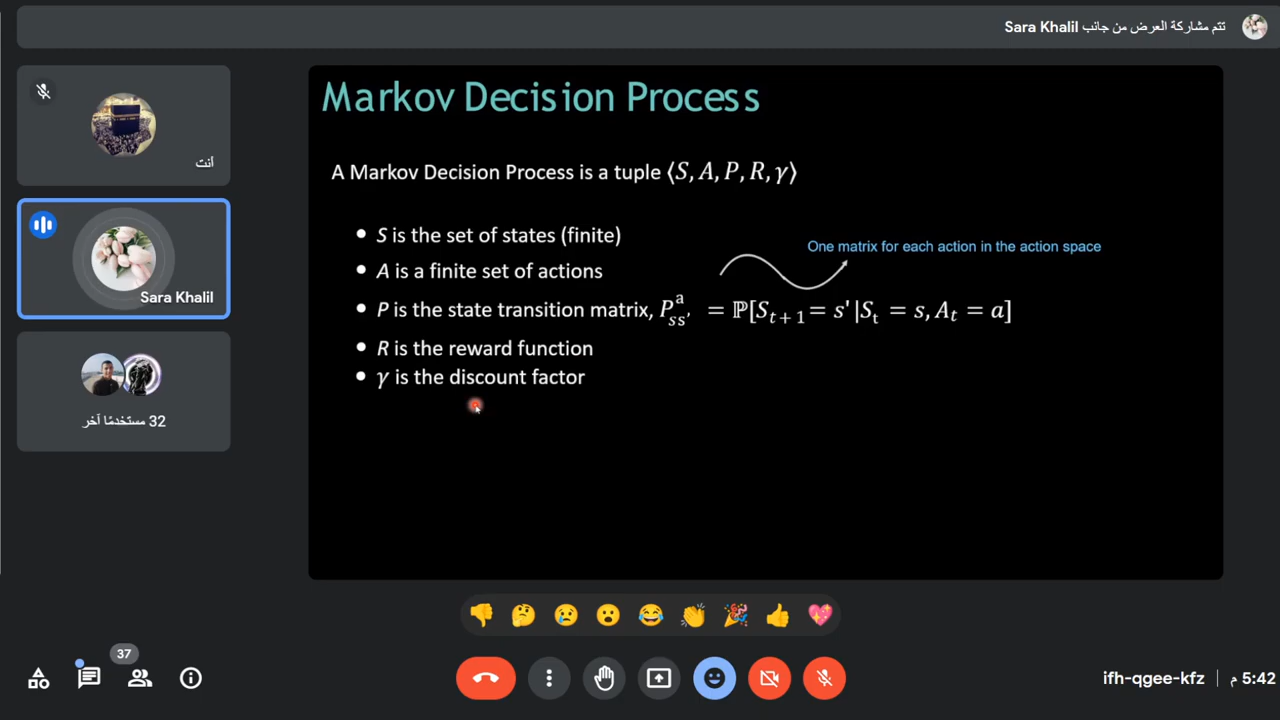 تتم مشاركة العرض من جانب Sara Khalil
أنت
Sara Khalil
32 مستخدمًا آخر
Markov Decision Process
A Markov Decision Process is a tuple ⟨S, A, P, R, γ⟩
• S is the set of states (finite)
One matrix for each action in the action space
• A is a finite set of actions
• P is the state transition matrix, P^a_ss' = ℙ[S_t+1 = s' |S_t = s, A_t = a]
• R is the reward function
• γ is the discount factor
37
ifh-qgee-kfz | 5:42 م